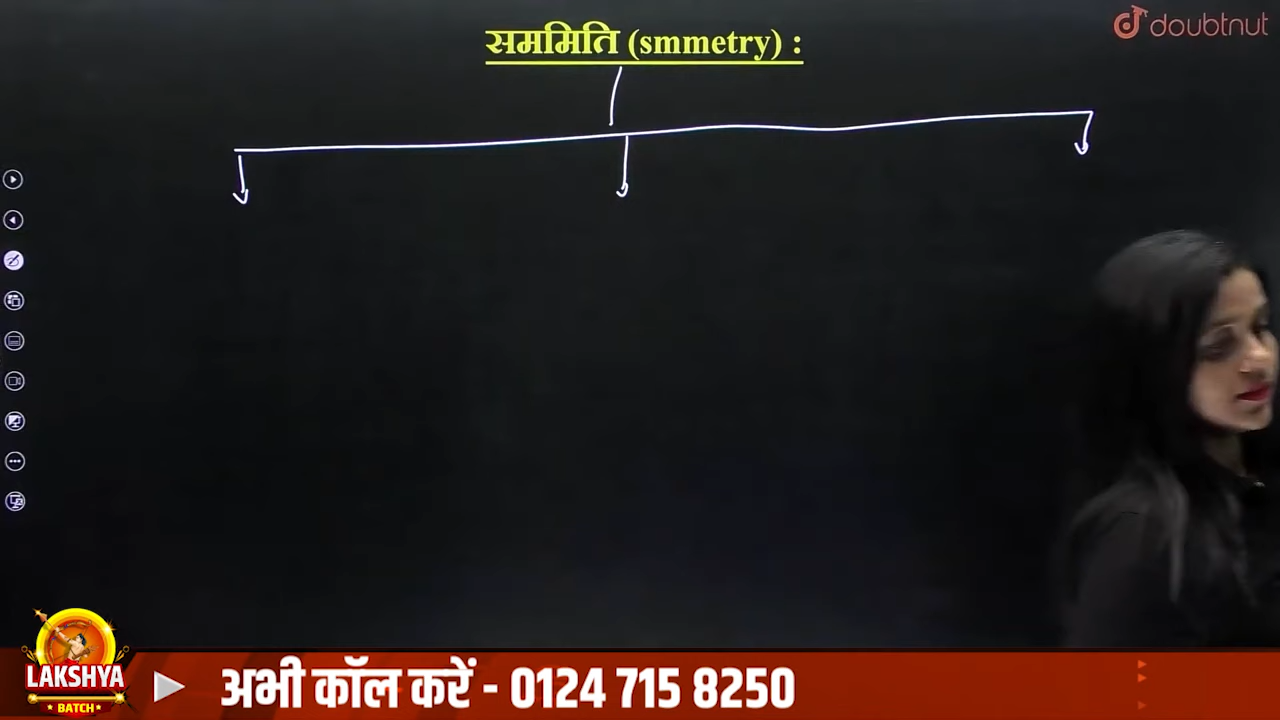 सममिति (smmetry) :
doubtnut
LAKSHYA
BATCH
अभी कॉल करें - 0124 715 8250